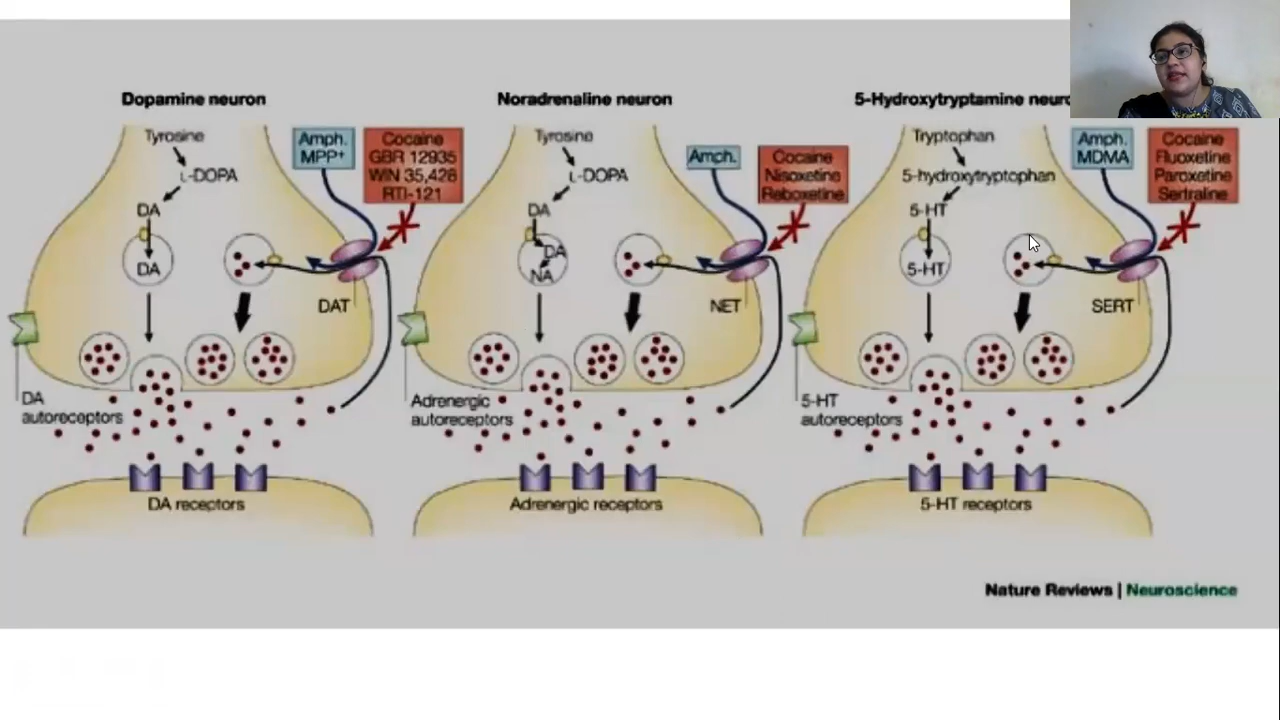 Dopamine neuron
Tyrosine
L-DOPA
DA
DA
Amph.
MPP+
Cocaine
GBR 12935
WIN 35,428
RTI-121
DAT
DA
autoreceptors
DA receptors
Noradrenaline neuron
Tyrosine
L-DOPA
DA
DA
NA
Amph.
Cocaine
Nisoxetine
Reboxetine
NET
Adrenergic
autoreceptors
Adrenergic receptors
5-Hydroxytryptamine neuro
Tryptophan
5-hydroxytryptophan
5-HT
5-HT
Amph.
MDMA
Cocaine
Fluoxetine
Paroxetine
Sertraline
SERT
5-HT
autoreceptors
5-HT receptors
Nature Reviews | Neuroscience